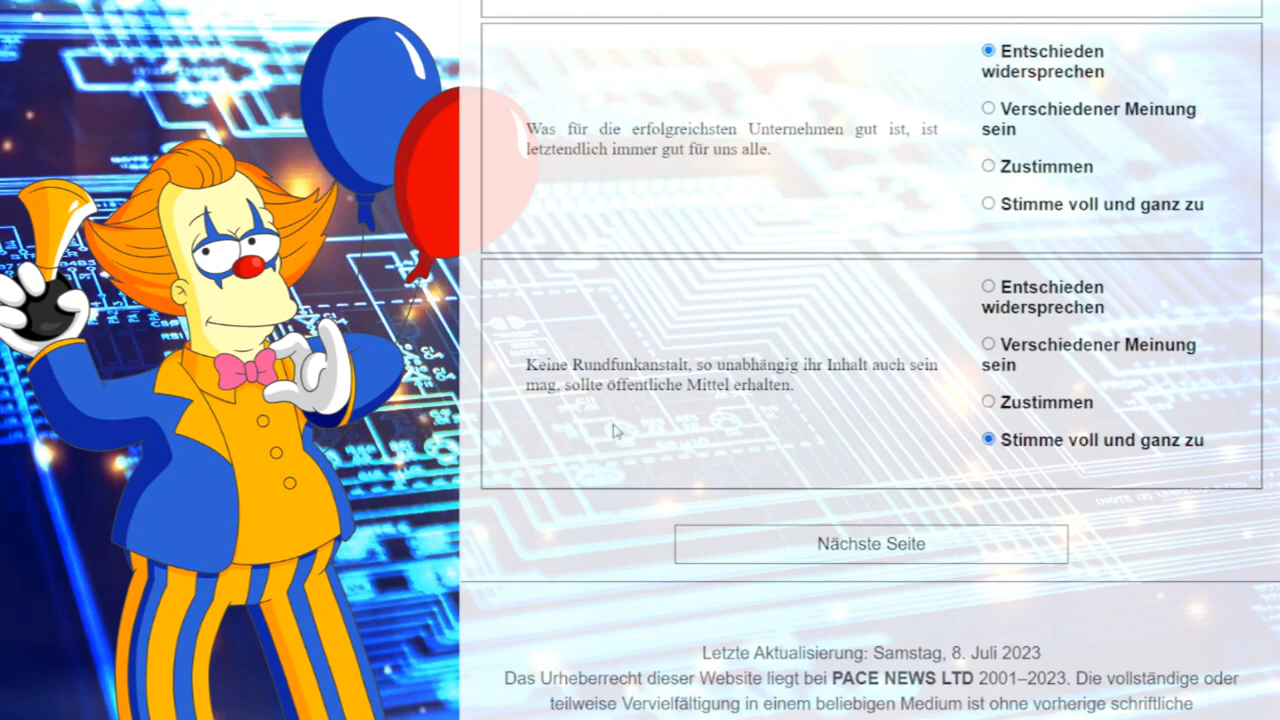 Entschieden
widersprechen
Verschiedener Meinung
sein
Was für die erfolgreichsten Unternehmen gut ist, ist
letztendlich immer gut für uns alle.
Zustimmen
Stimme voll und ganz zu
Entschieden
widersprechen
Verschiedener Meinung
sein
Keine Rundfunkanstalt, so unabhängig ihr Inhalt auch sein
mag, sollte öffentliche Mittel erhalten.
Zustimmen
Stimme voll und ganz zu
Nächste Seite
Letzte Aktualisierung: Samstag, 8. Juli 2023
Das Urheberrecht dieser Website liegt bei PACE NEWS LTD 2001–2023. Die vollständige oder
teilweise Vervielfältigung in einem beliebigen Medium ist ohne vorherige schriftliche